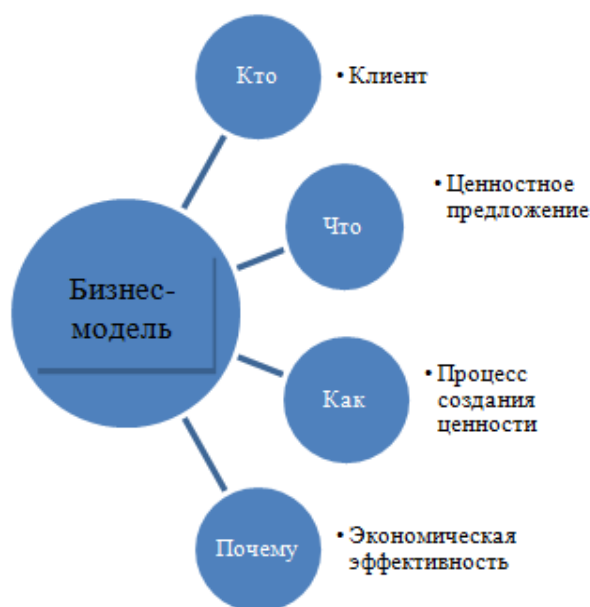 Кто
• Клиент
Что
• Ценностное
предложение
Бизнес-
модель
Как
• Процесс
создания
ценности
Почему
• Экономическая
эффективность